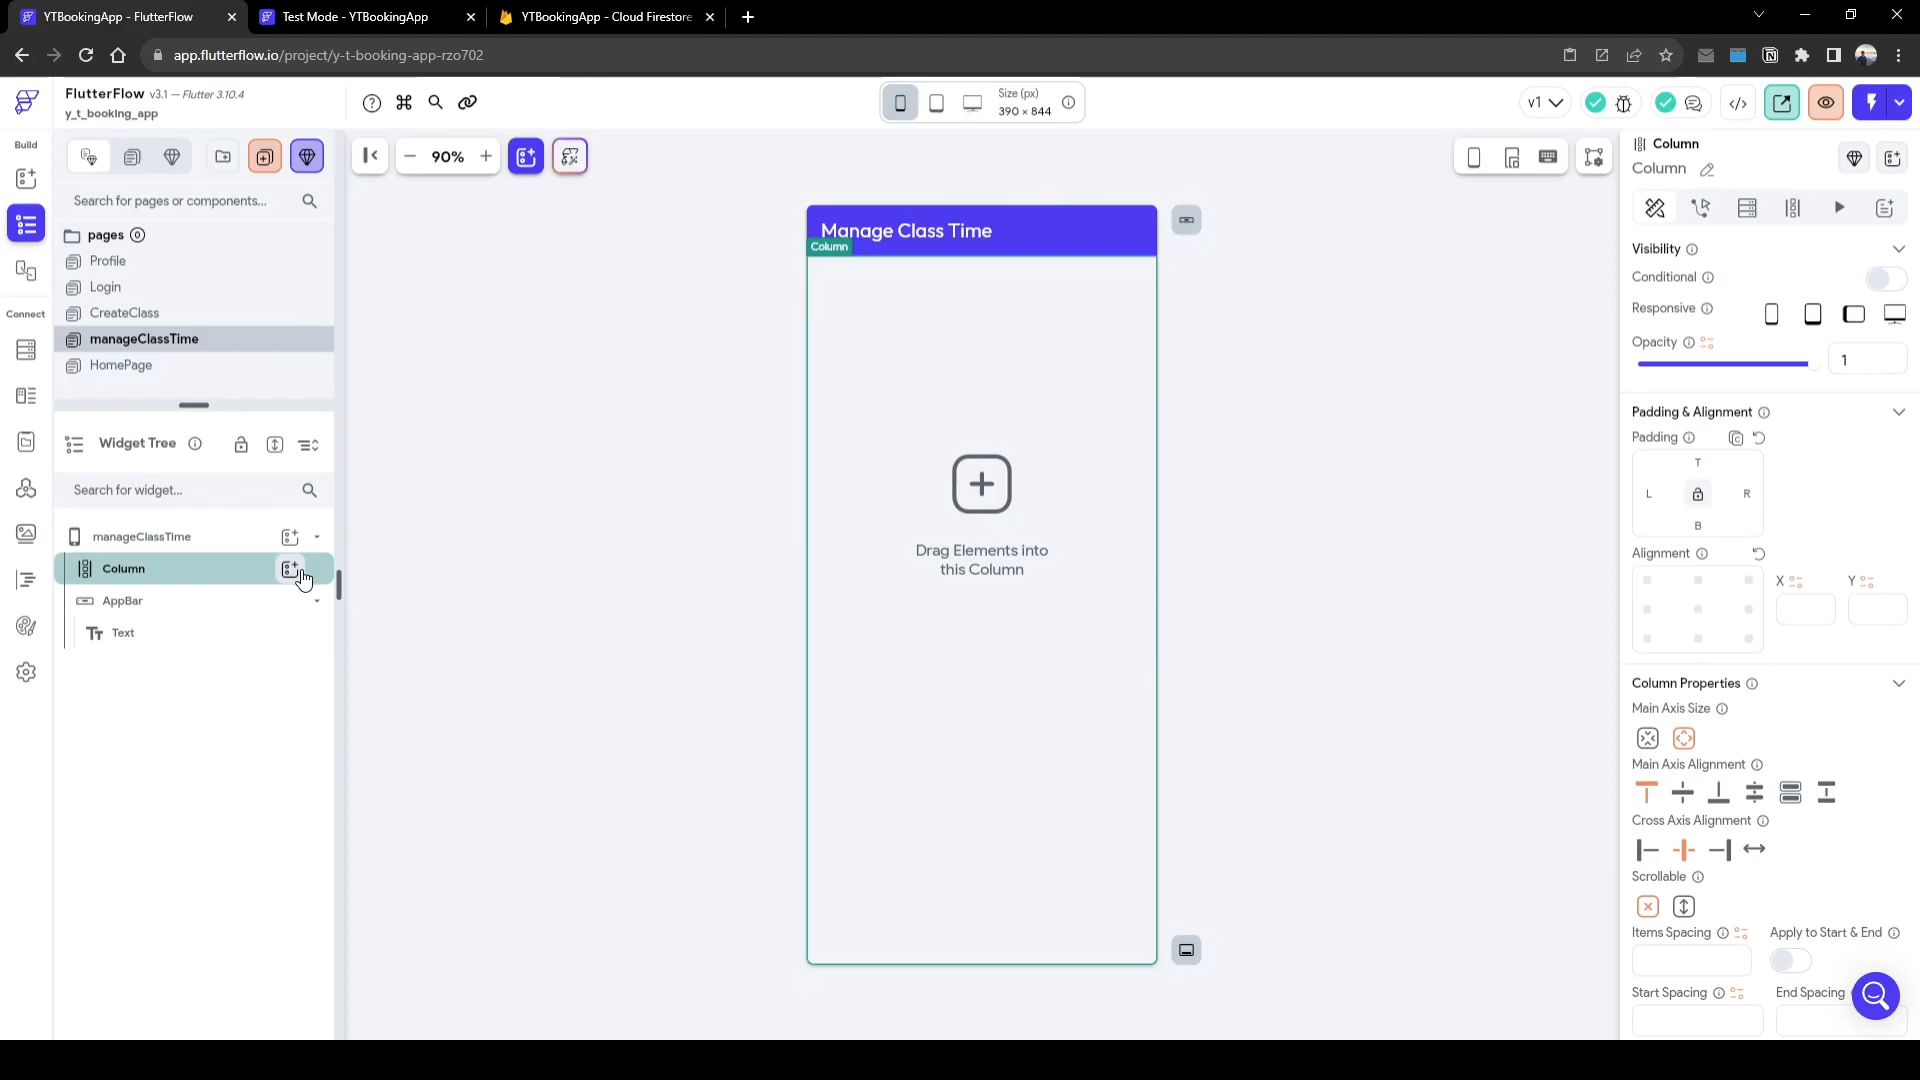 YTBookingApp - FlutterFlow
Test Mode - YTBookingApp
YTBookingApp - Cloud Firestore
app.flutterflow.io/project/y-t-booking-app-rzo702
FlutterFlow v3.1 — Flutter 3.10.4
y_t_booking_app
Size (px)
390 × 844
v1
Build
90%
Search for pages or components...
pages 0
Profile
Login
CreateClass
manageClassTime
HomePage
Connect
Widget Tree
Search for widget...
manageClassTime
Column
AppBar
Tt Text
Manage Class Time
Column
Drag Elements into
this Column
Column
Column
Visibility
Conditional
Responsive
Opacity
1
Padding & Alignment
Padding
T
L
R
B
Alignment
X
Y
Column Properties
Main Axis Size
Main Axis Alignment
Cross Axis Alignment
Scrollable
Items Spacing
Apply to Start & End
Start Spacing
End Spacing